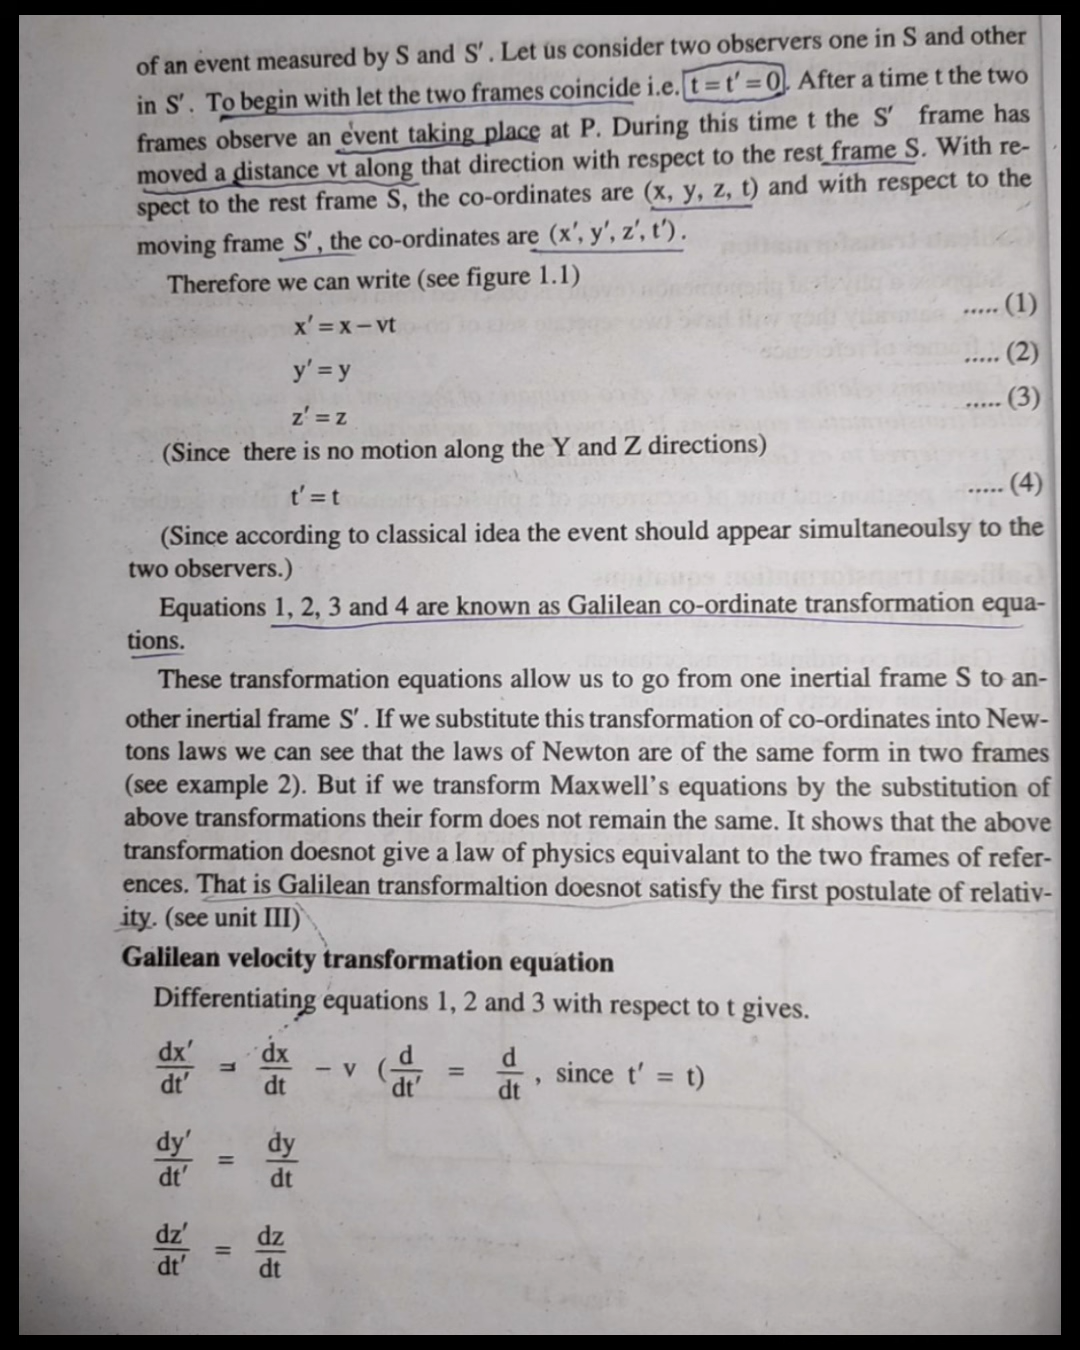 of an event measured by S and S′. Let us consider two observers one in S and other
in S′. To begin with let the two frames coincide i.e. t = t′ = 0. After a time t the two
frames observe an event taking place at P. During this time t the S′ frame has
moved a distance vt along that direction with respect to the rest frame S. With re-
spect to the rest frame S, the co-ordinates are (x, y, z, t) and with respect to the
moving frame S′, the co-ordinates are (x′, y′, z′, t′).
Therefore we can write (see figure 1.1)
x′ = x – vt ..... (1)
y′ = y ..... (2)
z′ = z ..... (3)
(Since there is no motion along the Y and Z directions)
t′ = t ..... (4)
(Since according to classical idea the event should appear simultaneoulsy to the
two observers.)
Equations 1, 2, 3 and 4 are known as Galilean co-ordinate transformation equa-
tions.
These transformation equations allow us to go from one inertial frame S to an-
other inertial frame S′. If we substitute this transformation of co-ordinates into New-
tons laws we can see that the laws of Newton are of the same form in two frames
(see example 2). But if we transform Maxwell's equations by the substitution of
above transformations their form does not remain the same. It shows that the above
transformation doesnot give a law of physics equivalant to the two frames of refer-
ences. That is Galilean transformaltion doesnot satisfy the first postulate of relativ-
ity. (see unit III)
Galilean velocity transformation equation
Differentiating equations 1, 2 and 3 with respect to t gives.
dx′/dt′ = dx/dt – v (d/dt′ = d/dt, since t′ = t)
dy′/dt′ = dy/dt
dz′/dt′ = dz/dt